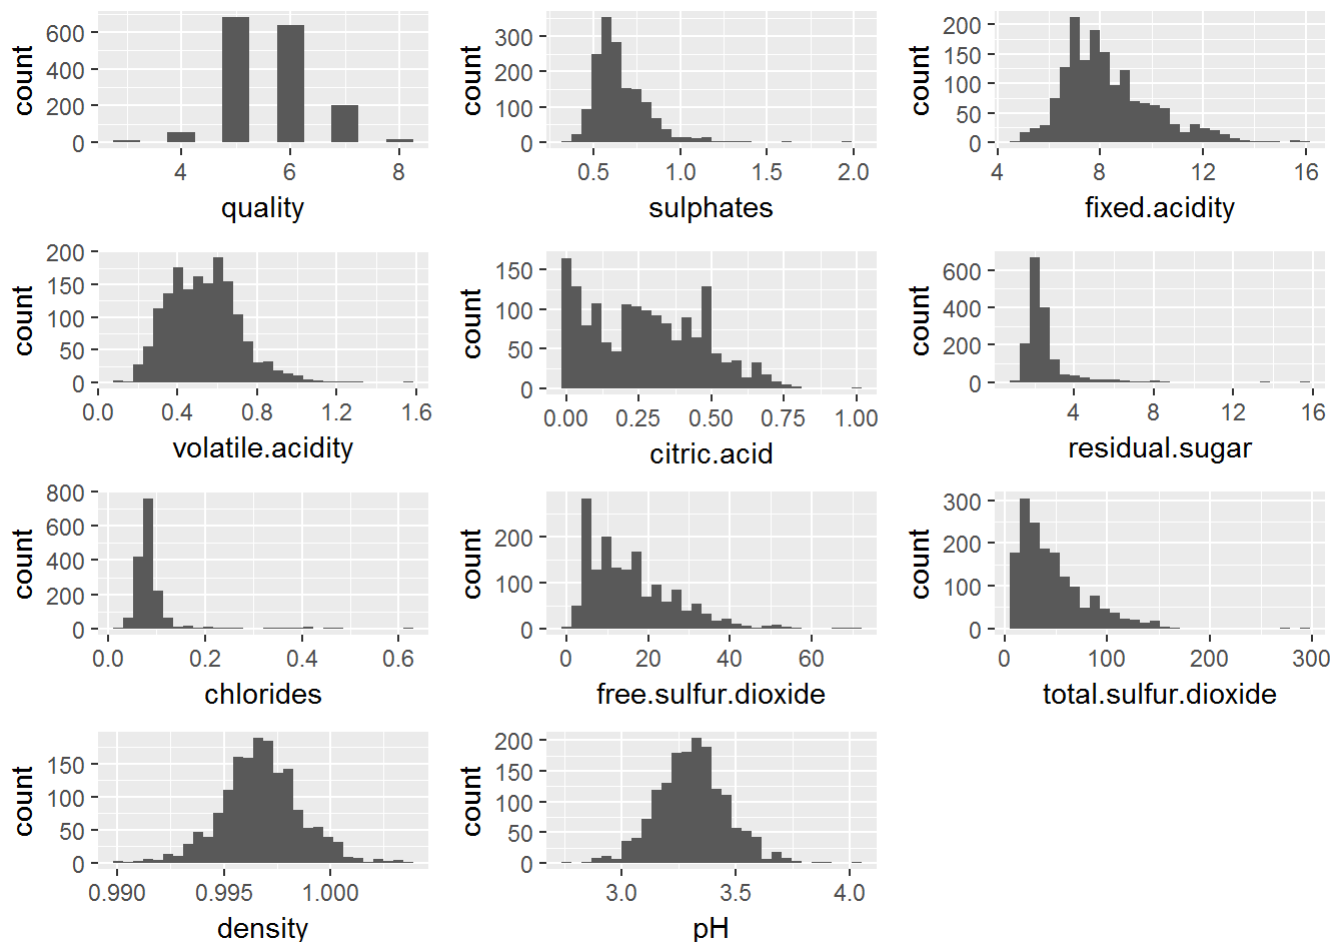 count
600
400
200
0
4 6 8
quality
count
300
200
100
0
0.5 1.0 1.5 2.0
sulphates
count
200
150
100
50
0
4 8 12 16
fixed.acidity
count
200
150
100
50
0
0.0 0.4 0.8 1.2 1.6
volatile.acidity
count
150
100
50
0
0.00 0.25 0.50 0.75 1.00
citric.acid
count
600
400
200
0
4 8 12 16
residual.sugar
count
800
600
400
200
0
0.0 0.2 0.4 0.6
chlorides
count
200
100
0
0 20 40 60
free.sulfur.dioxide
count
300
200
100
0
0 100 200 300
total.sulfur.dioxide
count
150
100
50
0
0.990 0.995 1.000
density
count
200
150
100
50
0
3.0 3.5 4.0
pH